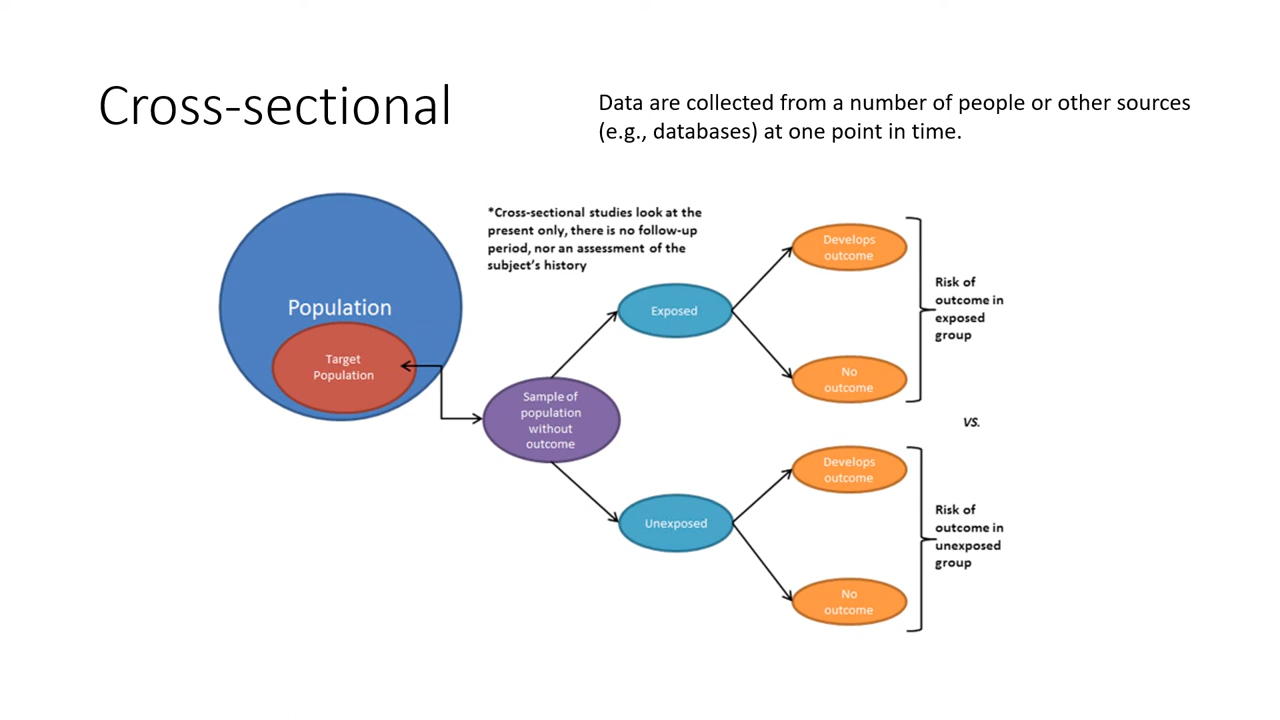 Cross-sectional
Data are collected from a number of people or other sources
(e.g., databases) at one point in time.
*Cross-sectional studies look at the
present only, there is no follow-up
period, nor an assessment of the
subject's history
Population
Target
Population
Sample of
population
without
outcome
Exposed
Unexposed
Develops
outcome
No
outcome
Risk of
outcome in
exposed
group
VS.
Develops
outcome
No
outcome
Risk of
outcome in
unexposed
group